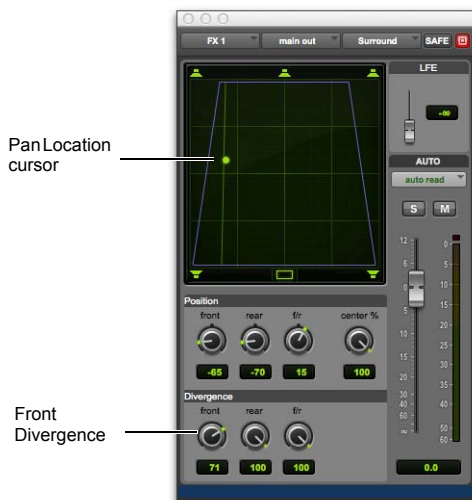 FX 1 main out Surround SAFE
LFE
-∞
Pan Location
cursor
AUTO
auto read
S M
12
6
0
5
10
15
20
30
40
60
∞
0
5
10
15
20
25
30
35
40
50
60
Position
front rear f/r center %
-65 -70 15 100
Divergence
front rear f/r
Front
Divergence
71 100 100
0.0